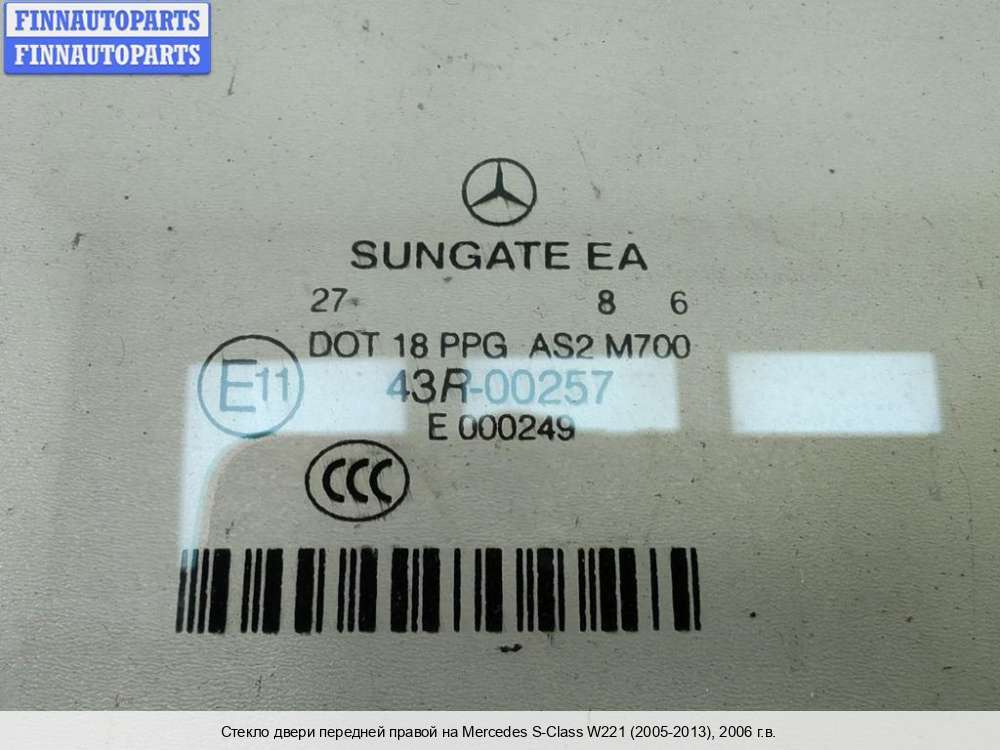 FINNAUTOPARTS
FINNAUTOPARTS
SUNGATE EA
27 8 6
DOT 18 PPG AS2 M700
E11
43R-00257
E 000249
CCC
Стекло двери передней правой на Mercedes S-Class W221 (2005-2013), 2006 г.в.